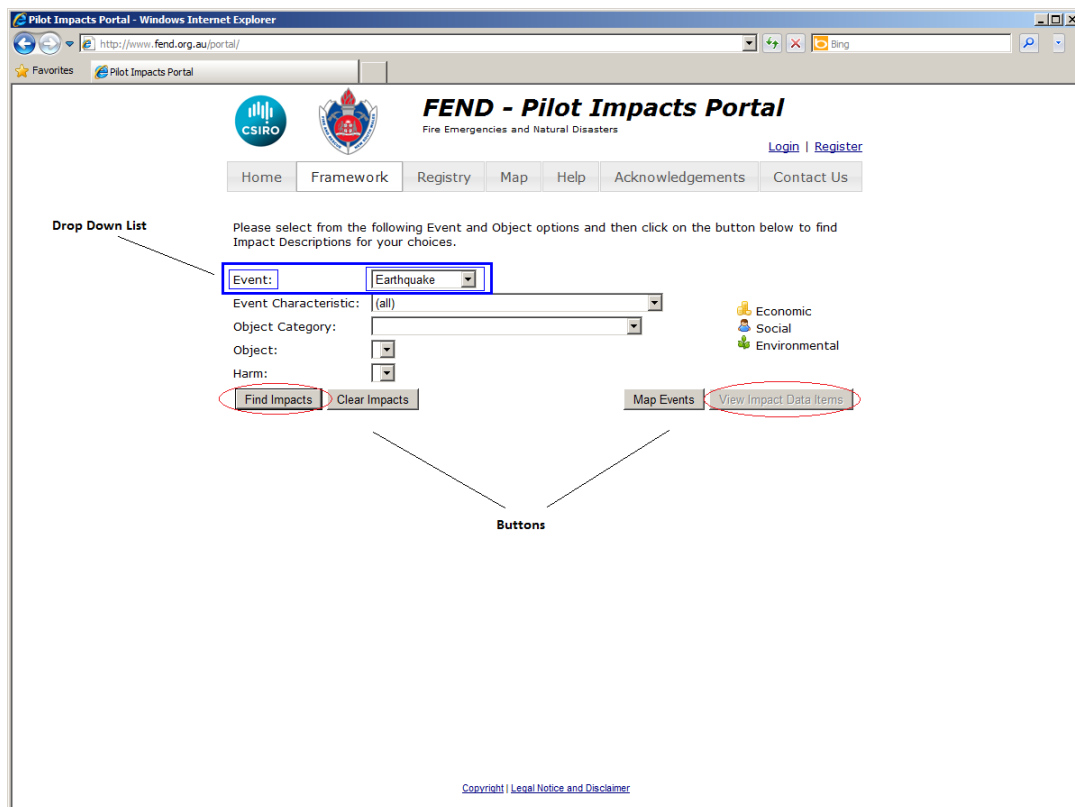 Pilot Impacts Portal - Windows Internet Explorer
http://www.fend.org.au/portal/
Bing
Favorites
Pilot Impacts Portal
CSIRO
FEND - Pilot Impacts Portal
Fire Emergencies and Natural Disasters
Login | Register
Home Framework Registry Map Help Acknowledgements Contact Us
Drop Down List
Please select from the following Event and Object options and then click on the button below to find
Impact Descriptions for your choices.
Event: Earthquake
Event Characteristic: (all)
Economic
Object Category:
Social
Object:
Environmental
Harm:
Find Impacts Clear Impacts Map Events View Impact Data Items
Buttons
Copyright | Legal Notice and Disclaimer